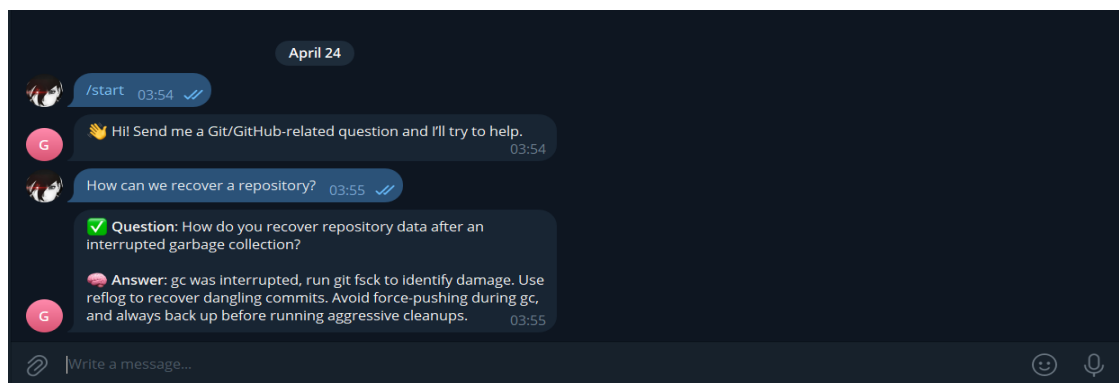 April 24
/start 03:54
👋 Hi! Send me a Git/GitHub-related question and I'll try to help.
03:54
G
How can we recover a repository? 03:55
✅ Question: How do you recover repository data after an
interrupted garbage collection?
🧠 Answer: gc was interrupted, run git fsck to identify damage. Use
reflog to recover dangling commits. Avoid force-pushing during gc,
and always back up before running aggressive cleanups. 03:55
G
Write a message...